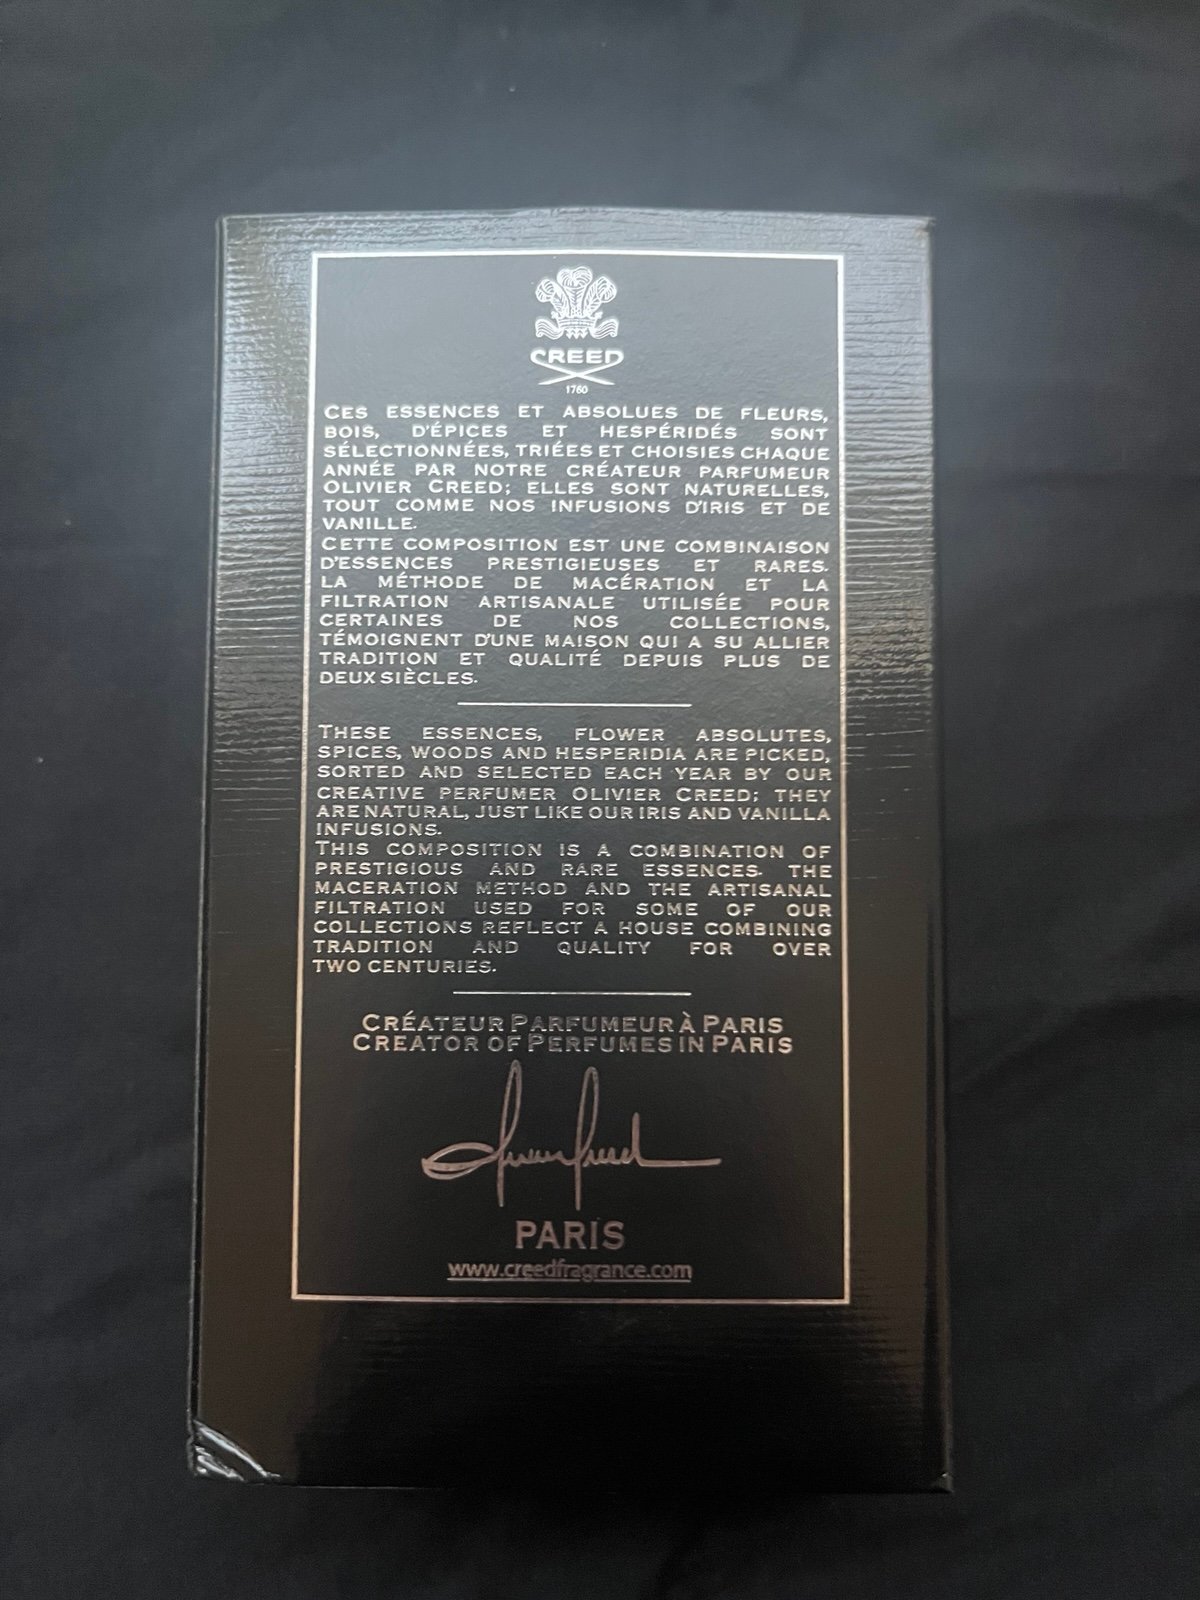 CREED
1760
CES ESSENCES ET ABSOLUES DE FLEURS,
BOIS, D'ÉPICES ET HESPÉRIDÉS SONT
SÉLECTIONNÉES, TRIÉES ET CHOISIES CHAQUE
ANNÉE PAR NOTRE CRÉATEUR PARFUMEUR
OLIVIER CREED; ELLES SONT NATURELLES,
TOUT COMME NOS INFUSIONS D'IRIS ET DE
VANILLE.
CETTE COMPOSITION EST UNE COMBINAISON
D'ESSENCES PRESTIGIEUSES ET RARES.
LA MÉTHODE DE MACÉRATION ET LA
FILTRATION ARTISANALE UTILISÉE POUR
CERTAINES DE NOS COLLECTIONS,
TÉMOIGNENT D'UNE MAISON QUI A SU ALLIER
TRADITION ET QUALITÉ DEPUIS PLUS DE
DEUX SIÈCLES.
THESE ESSENCES, FLOWER ABSOLUTES,
SPICES, WOODS AND HESPERIDIA ARE PICKED,
SORTED AND SELECTED EACH YEAR BY OUR
CREATIVE PERFUMER OLIVIER CREED; THEY
ARE NATURAL, JUST LIKE OUR IRIS AND VANILLA
INFUSIONS.
THIS COMPOSITION IS A COMBINATION OF
PRESTIGIOUS AND RARE ESSENCES. THE
MACERATION METHOD AND THE ARTISANAL
FILTRATION USED FOR SOME OF OUR
COLLECTIONS REFLECT A HOUSE COMBINING
TRADITION AND QUALITY FOR OVER
TWO CENTURIES.
CRÉATEUR PARFUMEUR À PARIS
CREATOR OF PERFUMES IN PARIS
PARIS
www.creedfragrance.com